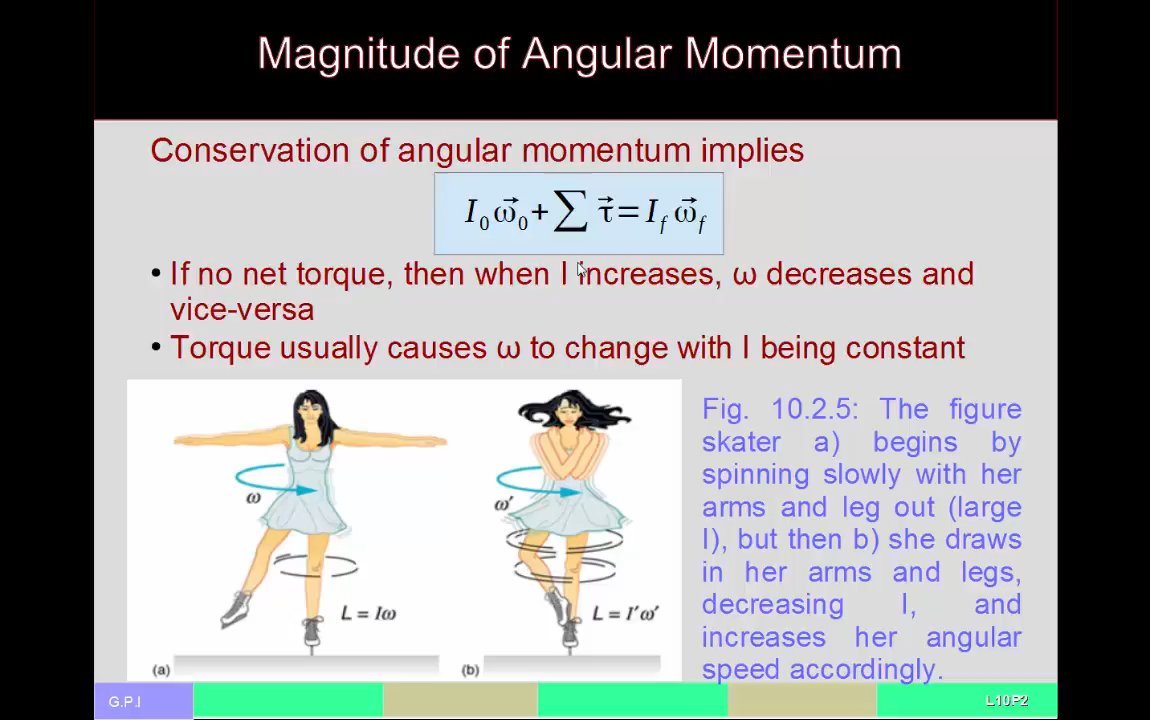 Magnitude of Angular Momentum
Conservation of angular momentum implies
I₀ω⃗₀+∑τ⃗=I_f ω⃗_f
• If no net torque, then when I increases, ω decreases and
vice-versa
• Torque usually causes ω to change with I being constant
ω
L = Iω
(a)
ω′
L = I′ω′
(b)
Fig. 10.2.5: The figure
skater a) begins by
spinning slowly with her
arms and leg out (large
I), but then b) she draws
in her arms and legs,
decreasing I, and
increases her angular
speed accordingly.
G.P.I
L10P2